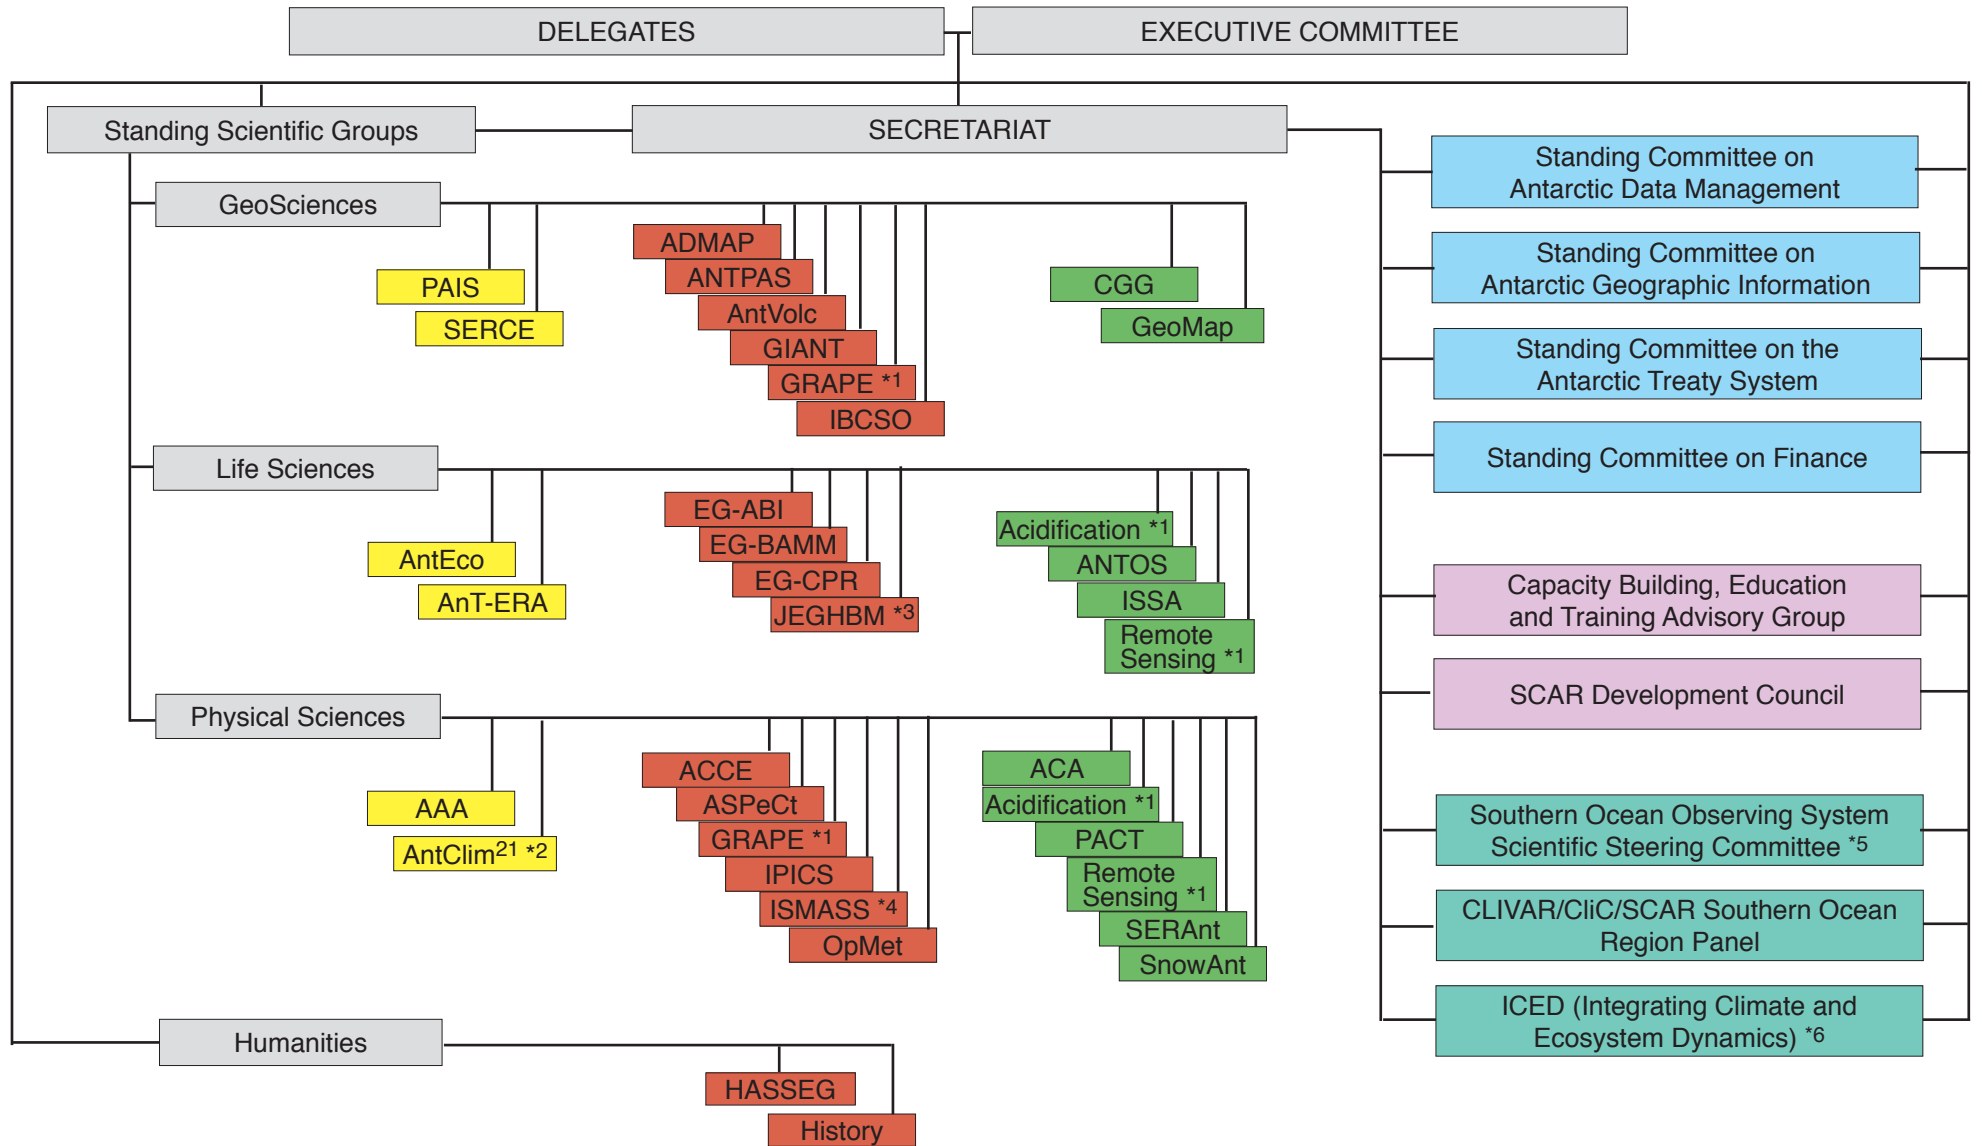 DELEGATES
EXECUTIVE COMMITTEE
Standing Scientific Groups
SECRETARIAT
GeoSciences
PAIS
SERCE
ADMAP
ANTPAS
AntVolc
GIANT
GRAPE *1
IBCSO
CGG
GeoMap
Life Sciences
AntEco
AnT-ERA
EG-ABI
EG-BAMM
EG-CPR
JEGHBM *3
Acidification *1
ANTOS
ISSA
Remote
Sensing *1
Physical Sciences
AAA
AntClim21 *2
ACCE
ASPeCt
GRAPE *1
IPICS
ISMASS *4
OpMet
ACA
Acidification *1
PACT
Remote
Sensing *1
SERAnt
SnowAnt
Humanities
HASSEG
History
Standing Committee on
Antarctic Data Management
Standing Committee on
Antarctic Geographic Information
Standing Committee on the
Antarctic Treaty System
Standing Committee on Finance
Capacity Building, Education
and Training Advisory Group
SCAR Development Council
Southern Ocean Observing System
Scientific Steering Committee *5
CLIVAR/CliC/SCAR Southern Ocean
Region Panel
ICED (Integrating Climate and
Ecosystem Dynamics) *6